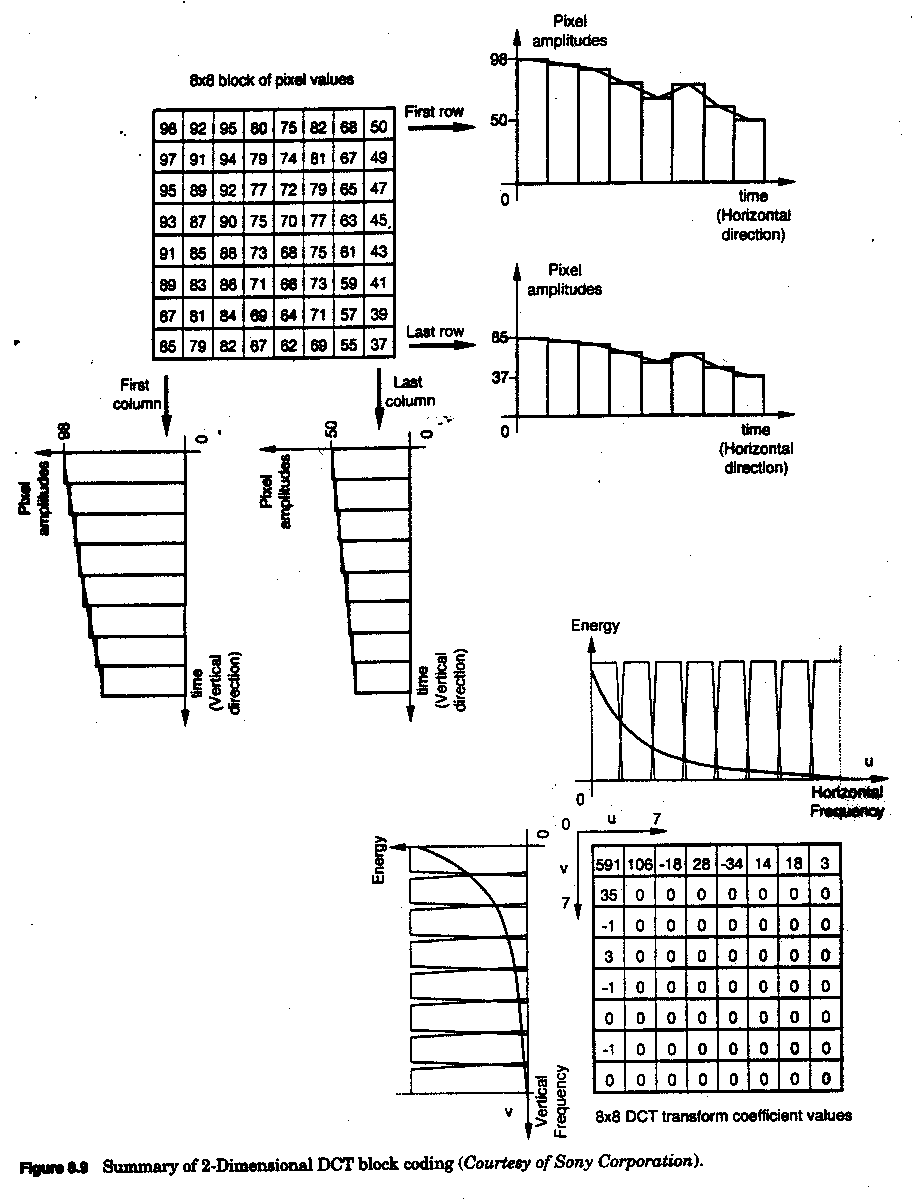 Pixel
amplitudes
98
50
0
time
(Horizontal
direction)
8x8 block of pixel values
98 92 95 80 75 82 68 50
97 91 94 79 74 81 67 49
95 89 92 77 72 79 65 47
93 87 90 75 70 77 63 45
91 85 88 73 68 75 61 43
89 83 86 71 66 73 59 41
87 81 84 69 64 71 57 39
85 79 82 67 62 69 55 37
First row
Last row
Pixel
amplitudes
85
37
0
time
(Horizontal
direction)
First
column
Last
column
98
0
Pixel
amplitudes
time
(Vertical
direction)
50
0
Pixel
amplitudes
time
(Vertical
direction)
Energy
0
u
Horizontal
Frequency
Energy
0
v
Vertical
Frequency
0 u 7
v
7
591 106 -18 28 -34 14 18 3
35 0 0 0 0 0 0 0
-1 0 0 0 0 0 0 0
3 0 0 0 0 0 0 0
-1 0 0 0 0 0 0 0
0 0 0 0 0 0 0 0
-1 0 0 0 0 0 0 0
0 0 0 0 0 0 0 0
8x8 DCT transform coefficient values
Figure 8.9 Summary of 2-Dimensional DCT block coding (Courtesy of Sony Corporation).